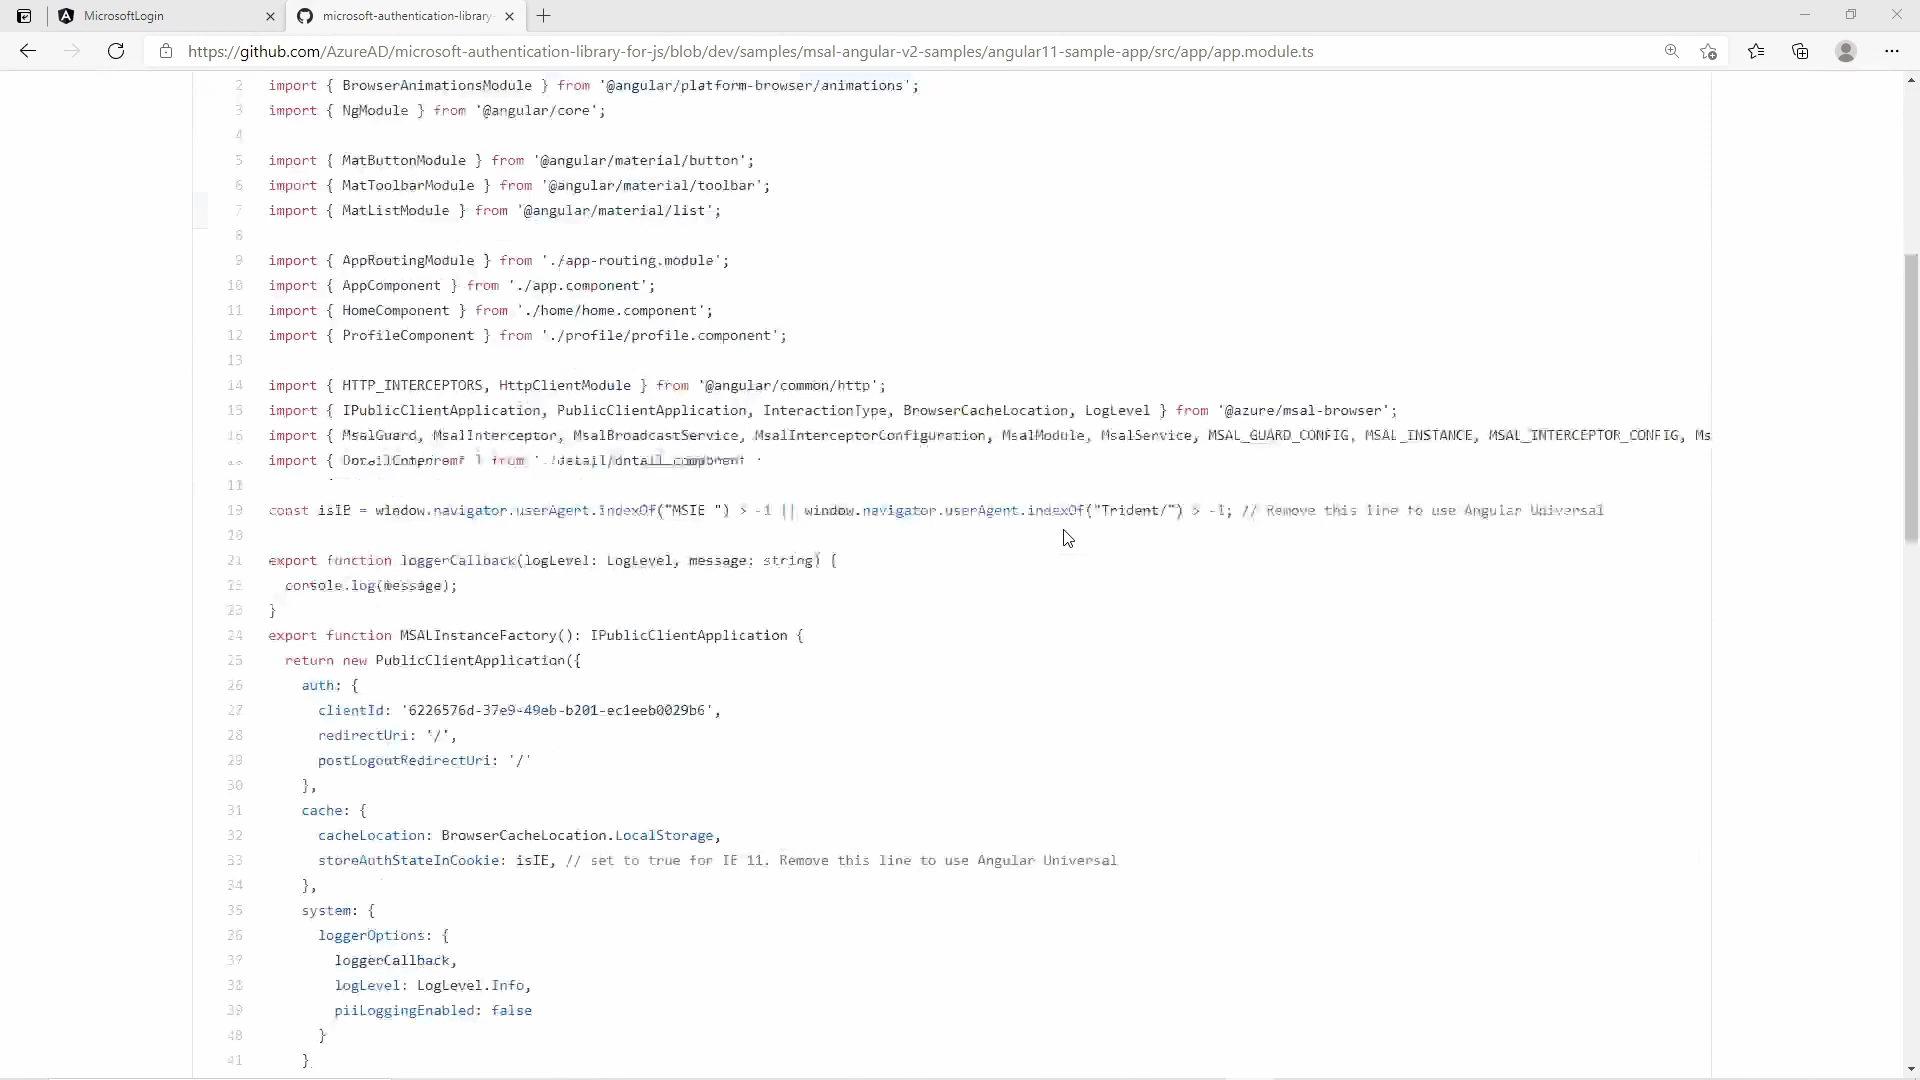 MicrosoftLogin
microsoft-authentication-library-
https://github.com/AzureAD/microsoft-authentication-library-for-js/blob/dev/samples/msal-angular-v2-samples/angular11-sample-app/src/app/app.module.ts
2 import { BrowserAnimationsModule } from '@angular/platform-browser/animations';
3 import { NgModule } from '@angular/core';
4
5 import { MatButtonModule } from '@angular/material/button';
6 import { MatToolbarModule } from '@angular/material/toolbar';
7 import { MatListModule } from '@angular/material/list';
8
9 import { AppRoutingModule } from './app-routing.module';
10 import { AppComponent } from './app.component';
11 import { HomeComponent } from './home/home.component';
12 import { ProfileComponent } from './profile/profile.component';
13
14 import { HTTP_INTERCEPTORS, HttpClientModule } from '@angular/common/http';
15 import { IPublicClientApplication, PublicClientApplication, InteractionType, BrowserCacheLocation, LogLevel } from '@azure/msal-browser';
16 import { MsalGuard, MsalInterceptor, MsalBroadcastService, MsalInterceptorConfiguration, MsalModule, MsalService, MSAL_GUARD_CONFIG, MSAL_INSTANCE, MSAL_INTERCEPTOR_CONFIG, Ms
import { from
19 const isIE = window.navigator.userAgent.indexOf("MSIE ") > -1 || window.navigator.userAgent.indexOf("Trident/") > -1; // Remove this line to use Angular Universal
20
21 export function loggerCallback(logLevel: LogLevel, message: string) {
console.log(message);
23 }
24 export function MSALInstanceFactory(): IPublicClientApplication {
25 return new PublicClientApplication({
26 auth: {
27 clientId: '6226576d-37e9-49eb-b201-ec1eeb0029b6',
28 redirectUri: '/',
29 postLogoutRedirectUri: '/'
30 },
31 cache: {
32 cacheLocation: BrowserCacheLocation.LocalStorage,
33 storeAuthStateInCookie: isIE, // set to true for IE 11. Remove this line to use Angular Universal
34 },
35 system: {
36 loggerOptions: {
37 loggerCallback,
38 logLevel: LogLevel.Info,
39 piiLoggingEnabled: false
40 }
41 }